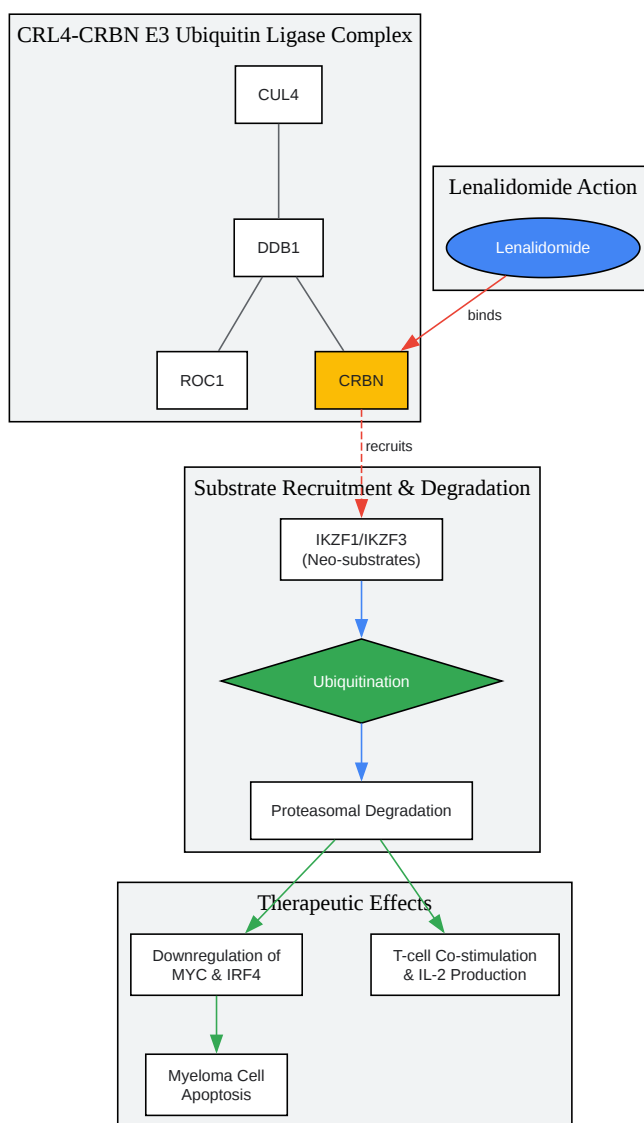 CRL4-CRBN E3 Ubiquitin Ligase Complex
CUL4
Lenalidomide Action
DDB1
Lenalidomide
binds
ROC1
CRBN
recruits
Substrate Recruitment & Degradation
IKZF1/IKZF3
(Neo-substrates)
Ubiquitination
Proteasomal Degradation
Therapeutic Effects
Downregulation of
MYC & IRF4
T-cell Co-stimulation
& IL-2 Production
Myeloma Cell
Apoptosis